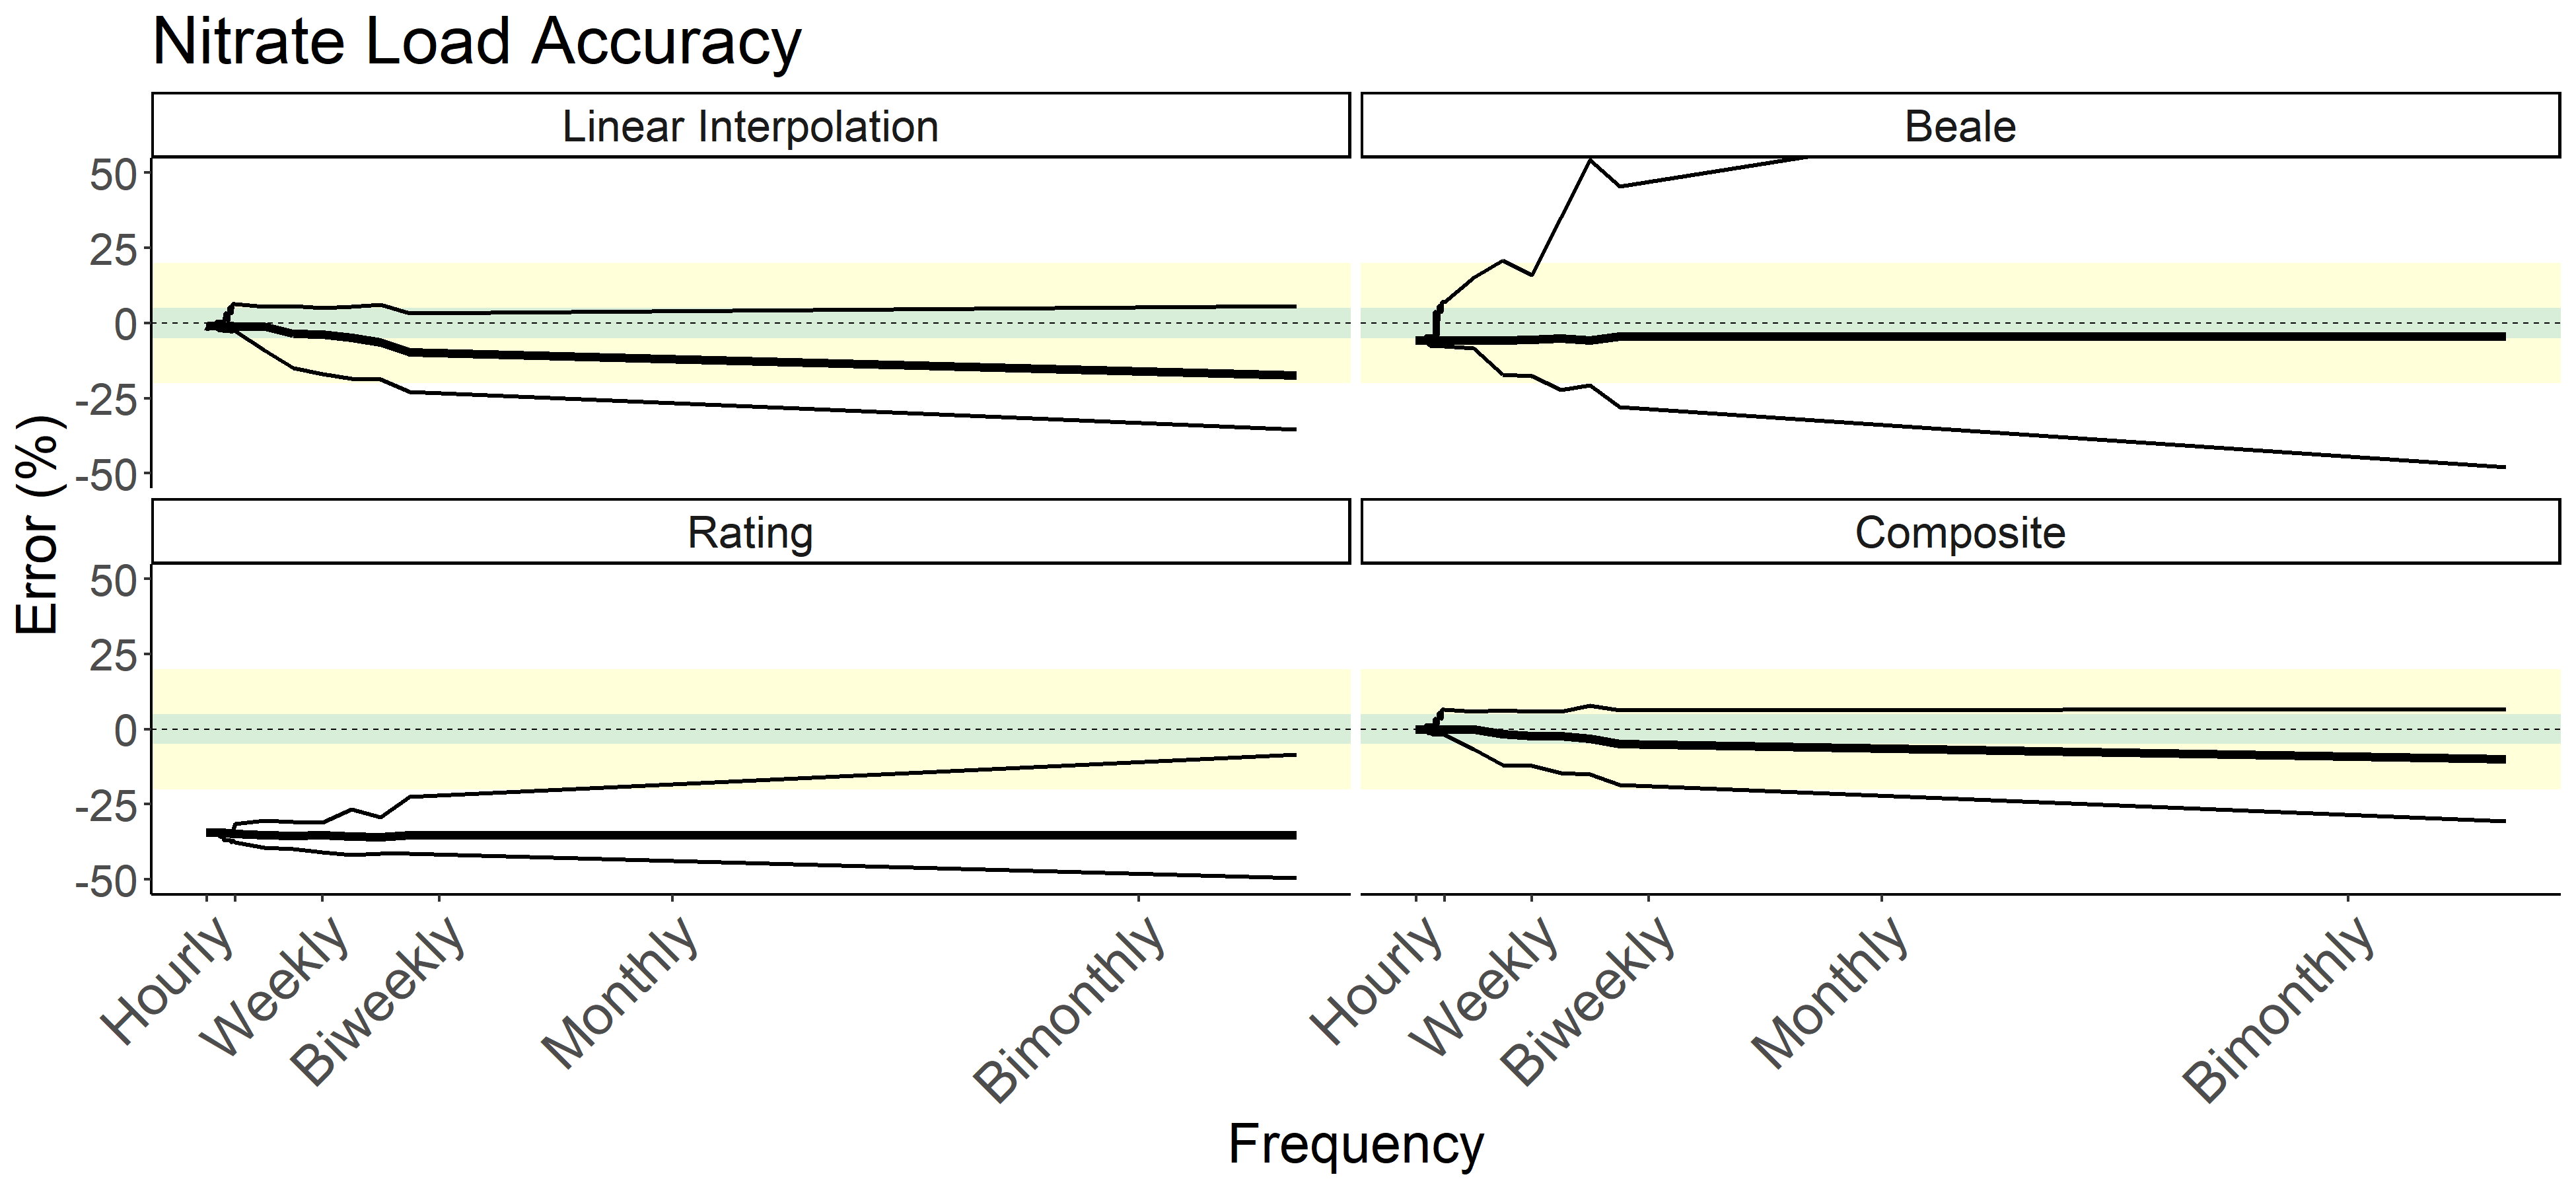 Nitrate Load Accuracy
Linear Interpolation
Beale
50
25
0
-25
-50
Rating
Composite
50
25
0
-25
-50
Error (%)
Hourly
Weekly
Biweekly
Monthly
Bimonthly
Hourly
Weekly
Biweekly
Monthly
Bimonthly
Frequency